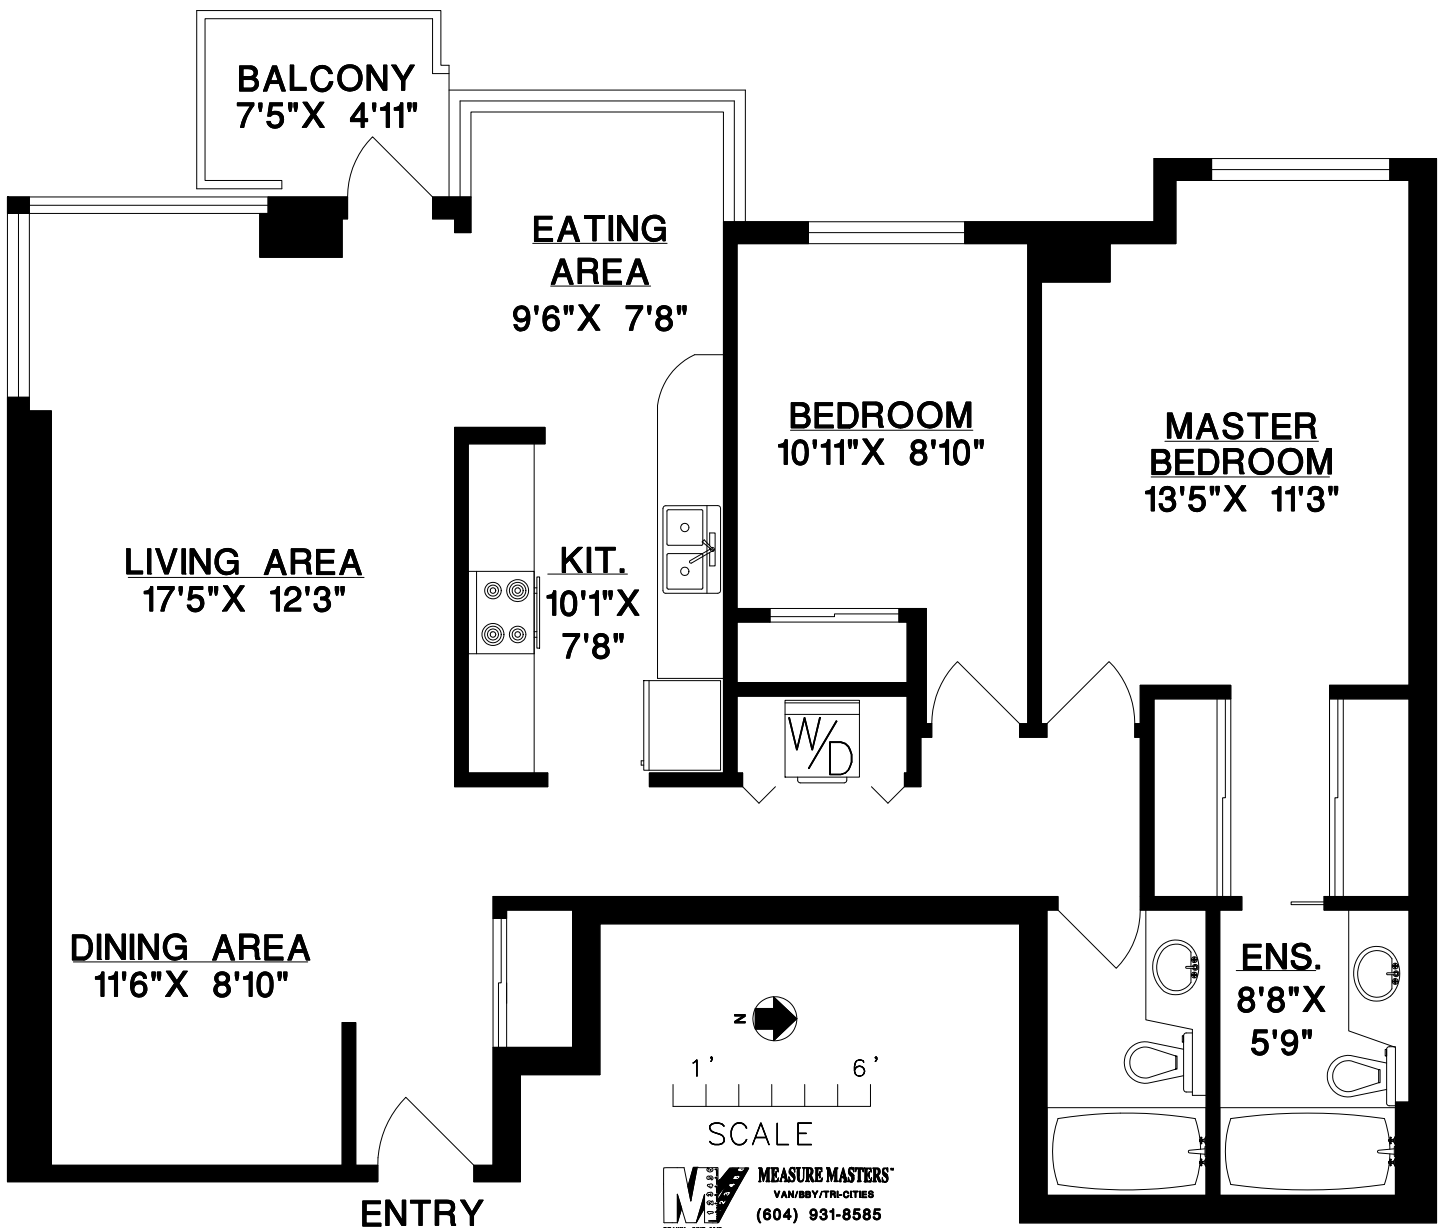 BALCONY
7'5"X 4'11"
EATING
AREA
9'6"X 7'8"
BEDROOM
10'11"X 8'10"
MASTER
BEDROOM
13'5"X 11'3"
LIVING AREA
17'5"X 12'3"
KIT.
10'1"X
7'8"
W/D
DINING AREA
11'6"X 8'10"
ENS.
8'8"X
5'9"
N
1' 6'
SCALE
ENTRY
MEASURE MASTERS™
VAN/BBY/TRI-CITIES
(604) 931-8585